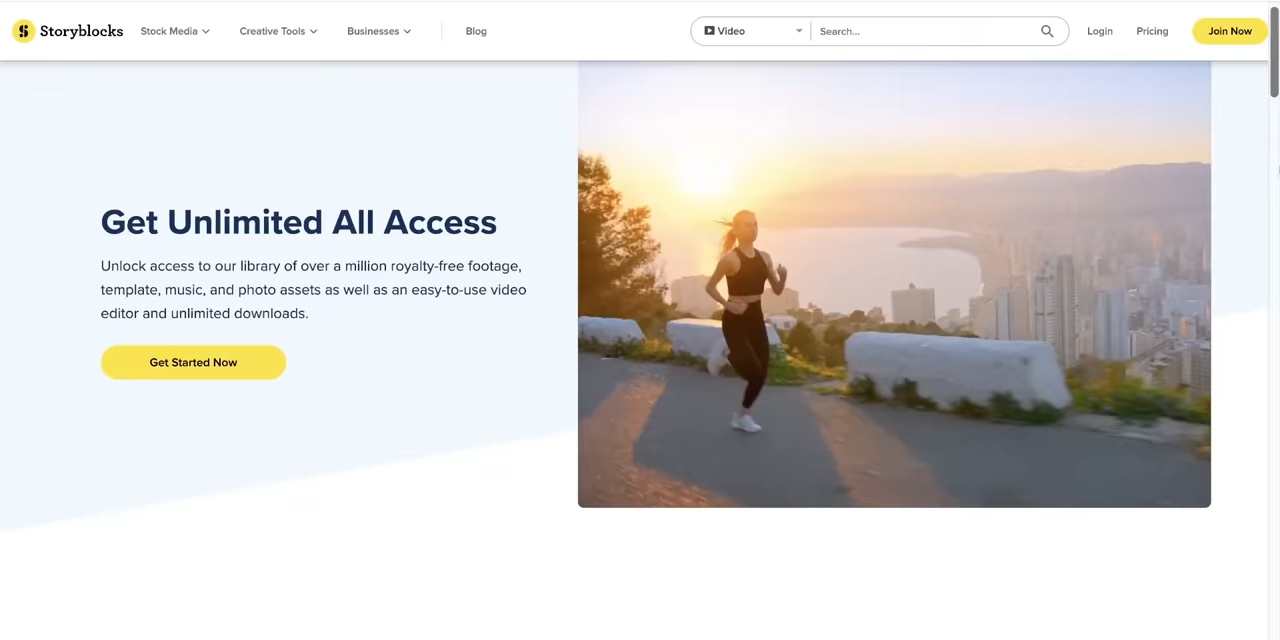 Storyblocks
Stock Media
Creative Tools
Businesses
Blog
Video
Search...
Login
Pricing
Join Now
Get Unlimited All Access
Unlock access to our library of over a million royalty-free footage,
template, music, and photo assets as well as an easy-to-use video
editor and unlimited downloads.
Get Started Now